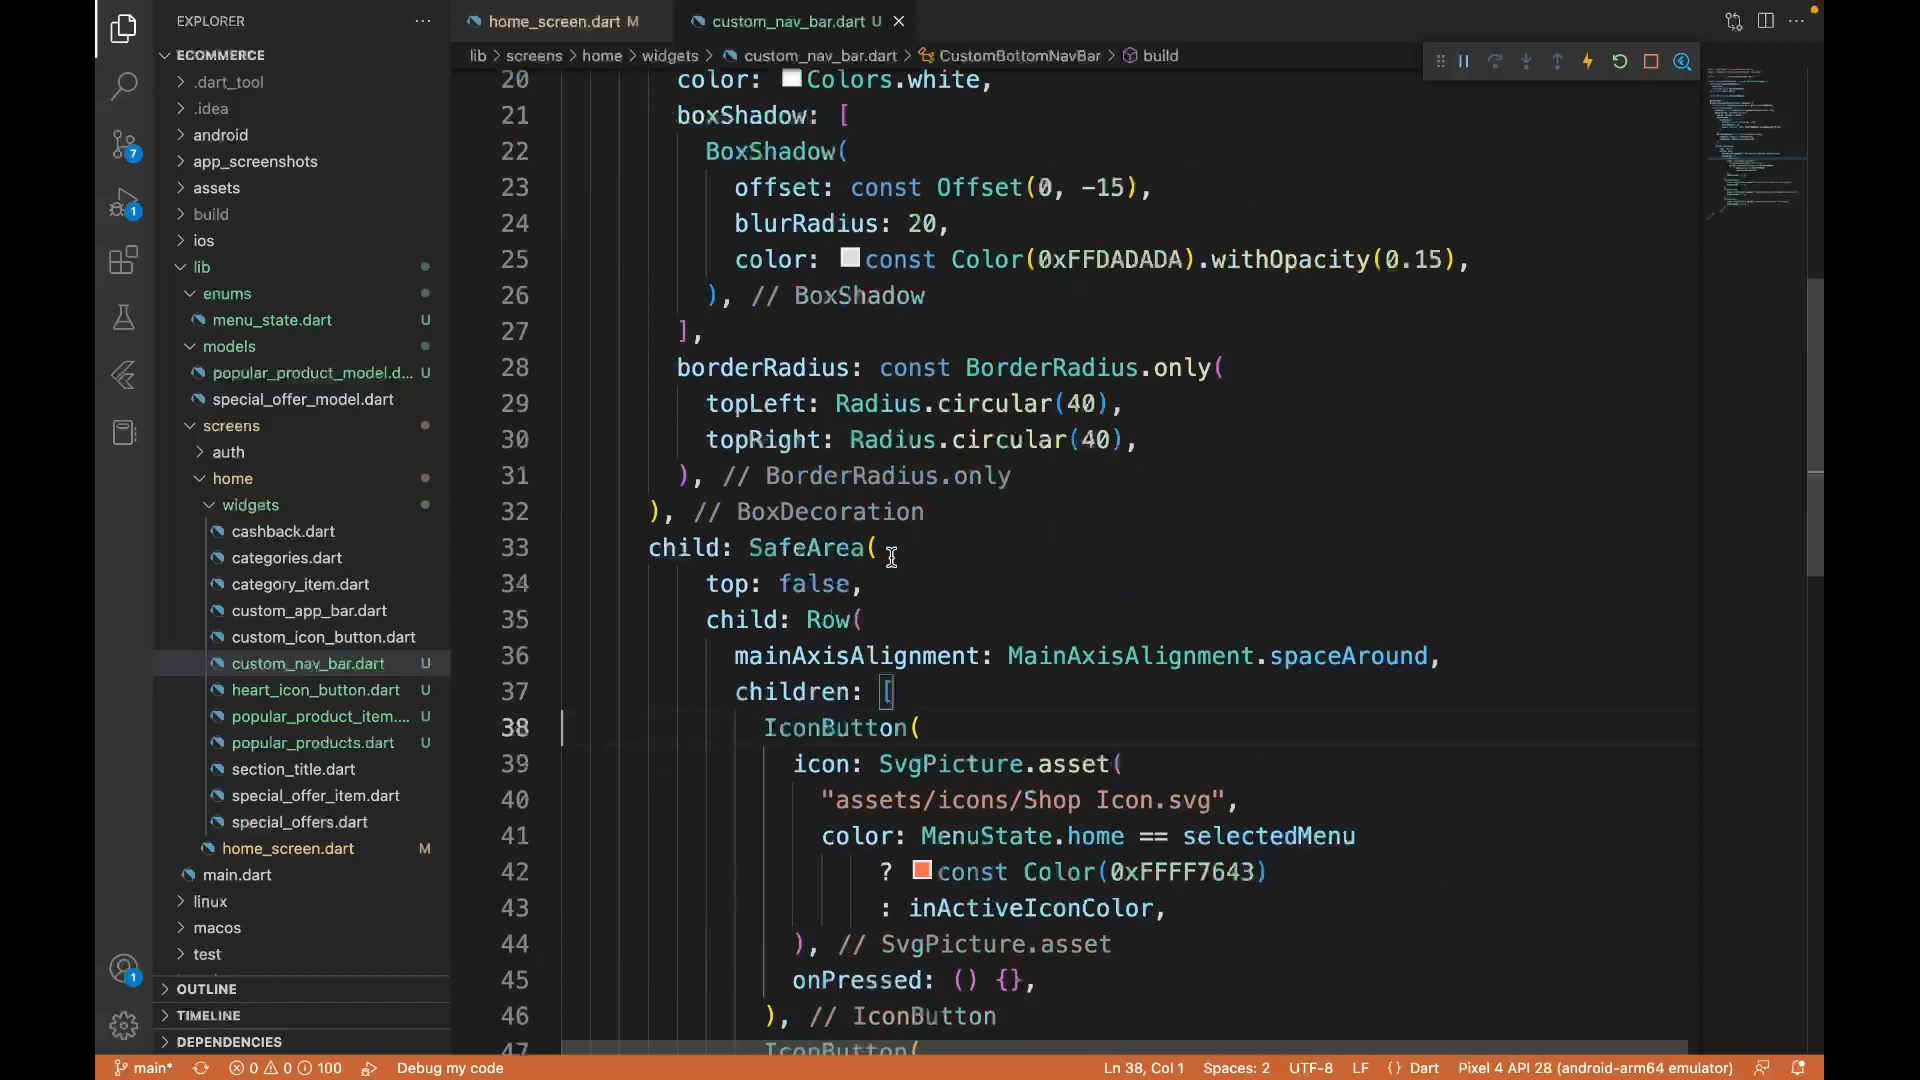 EXPLORER
ECOMMERCE
.dart_tool
.idea
android
app_screenshots
assets
build
ios
lib
enums
menu_state.dart U
models
popular_product_model.d... U
special_offer_model.dart
screens
auth
home
widgets
cashback.dart
categories.dart
category_item.dart
custom_app_bar.dart
custom_icon_button.dart
custom_nav_bar.dart U
heart_icon_button.dart U
popular_product_item.... U
popular_products.dart U
section_title.dart
special_offer_item.dart
special_offers.dart
home_screen.dart M
main.dart
linux
macos
test
OUTLINE
TIMELINE
DEPENDENCIES
7
1
1
home_screen.dart M
custom_nav_bar.dart U
lib > screens > home > widgets > custom_nav_bar.dart > CustomBottomNavBar > build
20 color: Colors.white,
21 boxShadow: [
22 BoxShadow(
23 offset: const Offset(0, -15),
24 blurRadius: 20,
25 color: const Color(0xFFDADADA).withOpacity(0.15),
26 ), // BoxShadow
27 ],
28 borderRadius: const BorderRadius.only(
29 topLeft: Radius.circular(40),
30 topRight: Radius.circular(40),
31 ), // BorderRadius.only
32 ), // BoxDecoration
33 child: SafeArea(
34 top: false,
35 child: Row(
36 mainAxisAlignment: MainAxisAlignment.spaceAround,
37 children: [
38 IconButton(
39 icon: SvgPicture.asset(
40 "assets/icons/Shop Icon.svg",
41 color: MenuState.home == selectedMenu
42 ? const Color(0xFFFF7643)
43 : inActiveIconColor,
44 ), // SvgPicture.asset
45 onPressed: () {},
46 ), // IconButton
47 IconButton(
main* 0 0 100 Debug my code
Ln 38, Col 1 Spaces: 2 UTF-8 LF {} Dart Pixel 4 API 28 (android-arm64 emulator)